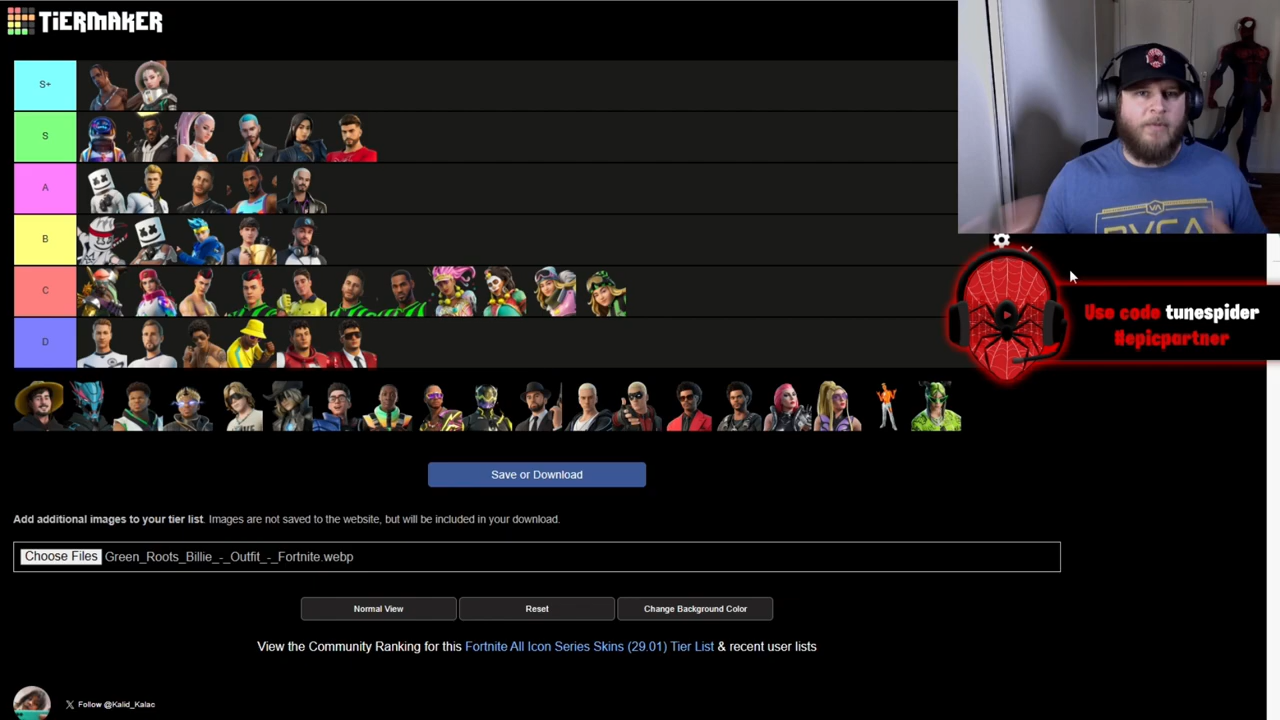 TIERMAKER
S+
S
A
B
C
D
RVCA
Use code tunespider
#epicpartner
Save or Download
Add additional images to your tier list. Images are not saved to the website, but will be included in your download.
Choose Files Green_Roots_Billie_-_Outfit_-_Fortnite.webp
Normal View
Reset
Change Background Color
View the Community Ranking for this Fortnite All Icon Series Skins (29.01) Tier List & recent user lists
X Follow @Kalid_Kalac